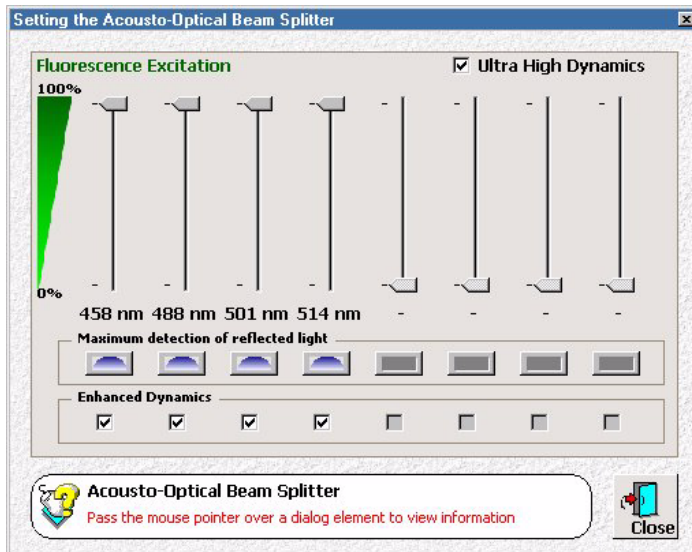 Setting the Acousto-Optical Beam Splitter
Fluorescence Excitation
Ultra High Dynamics
100%
0%
458 nm 488 nm 501 nm 514 nm - - - -
Maximum detection of reflected light
Enhanced Dynamics
Acousto-Optical Beam Splitter
Pass the mouse pointer over a dialog element to view information
Close